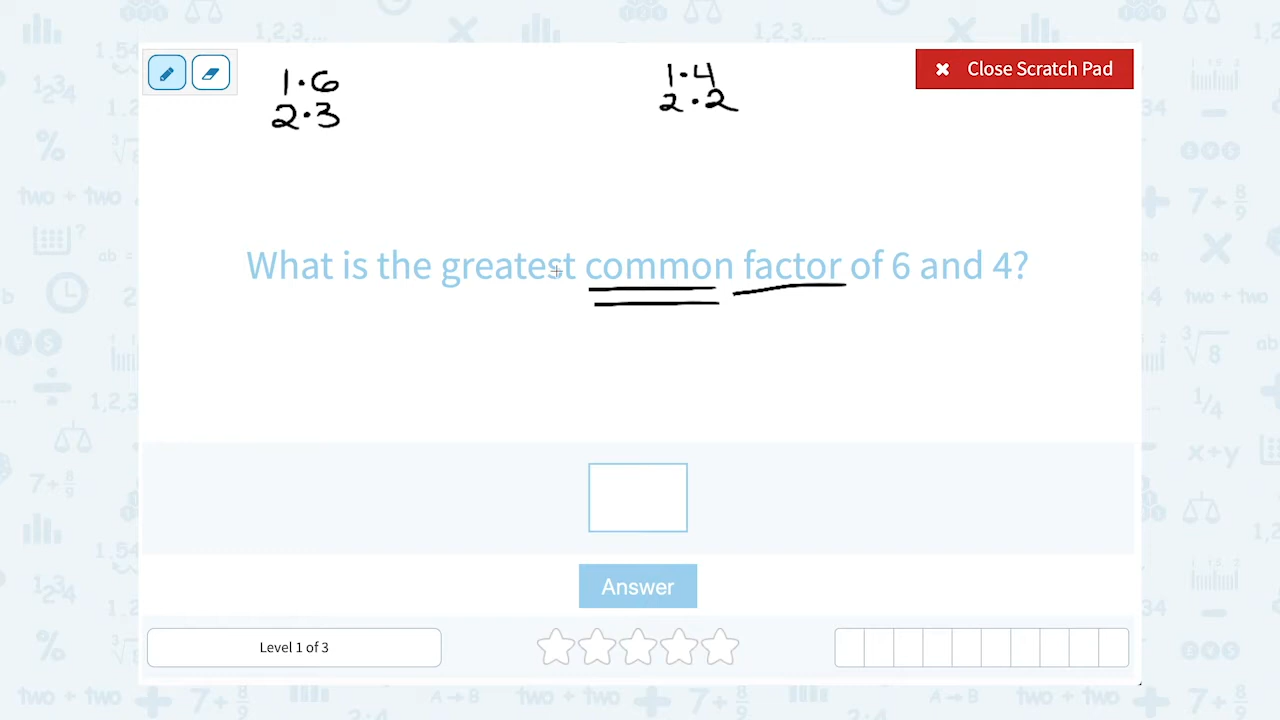 1·6
2·3
1·4
2·2
Close Scratch Pad
What is the greatest common factor of 6 and 4?
Answer
Level 1 of 3